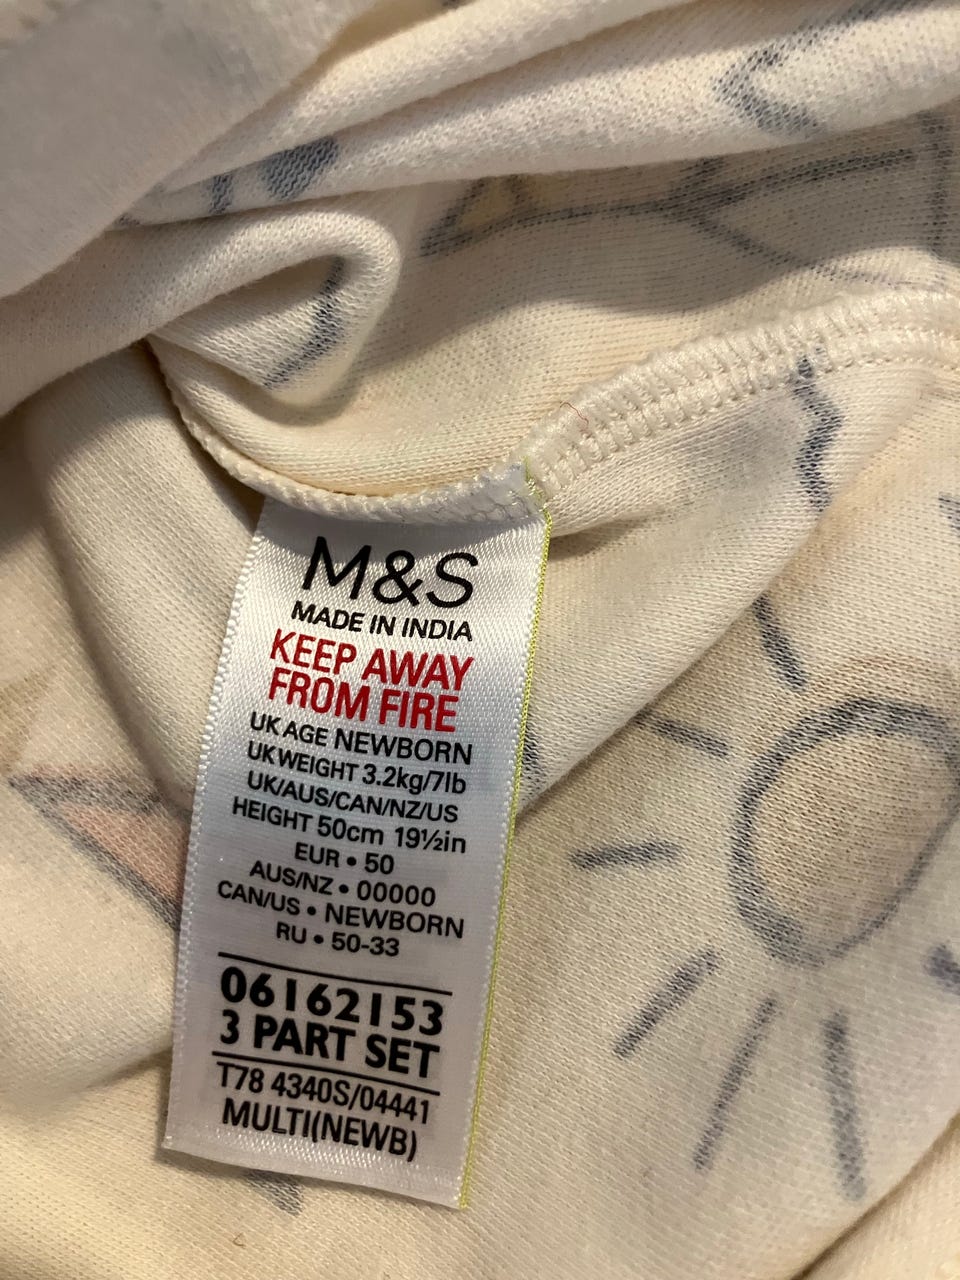 M&S
MADE IN INDIA
KEEP AWAY
FROM FIRE
UK AGE NEWBORN
UK WEIGHT 3.2kg/7lb
UK/AUS/CAN/NZ/US
HEIGHT 50cm 19½in
EUR • 50
AUS/NZ • 00000
CAN/US • NEWBORN
RU • 50-33
06162153
3 PART SET
T78 4340S/04441
MULTI(NEWB)